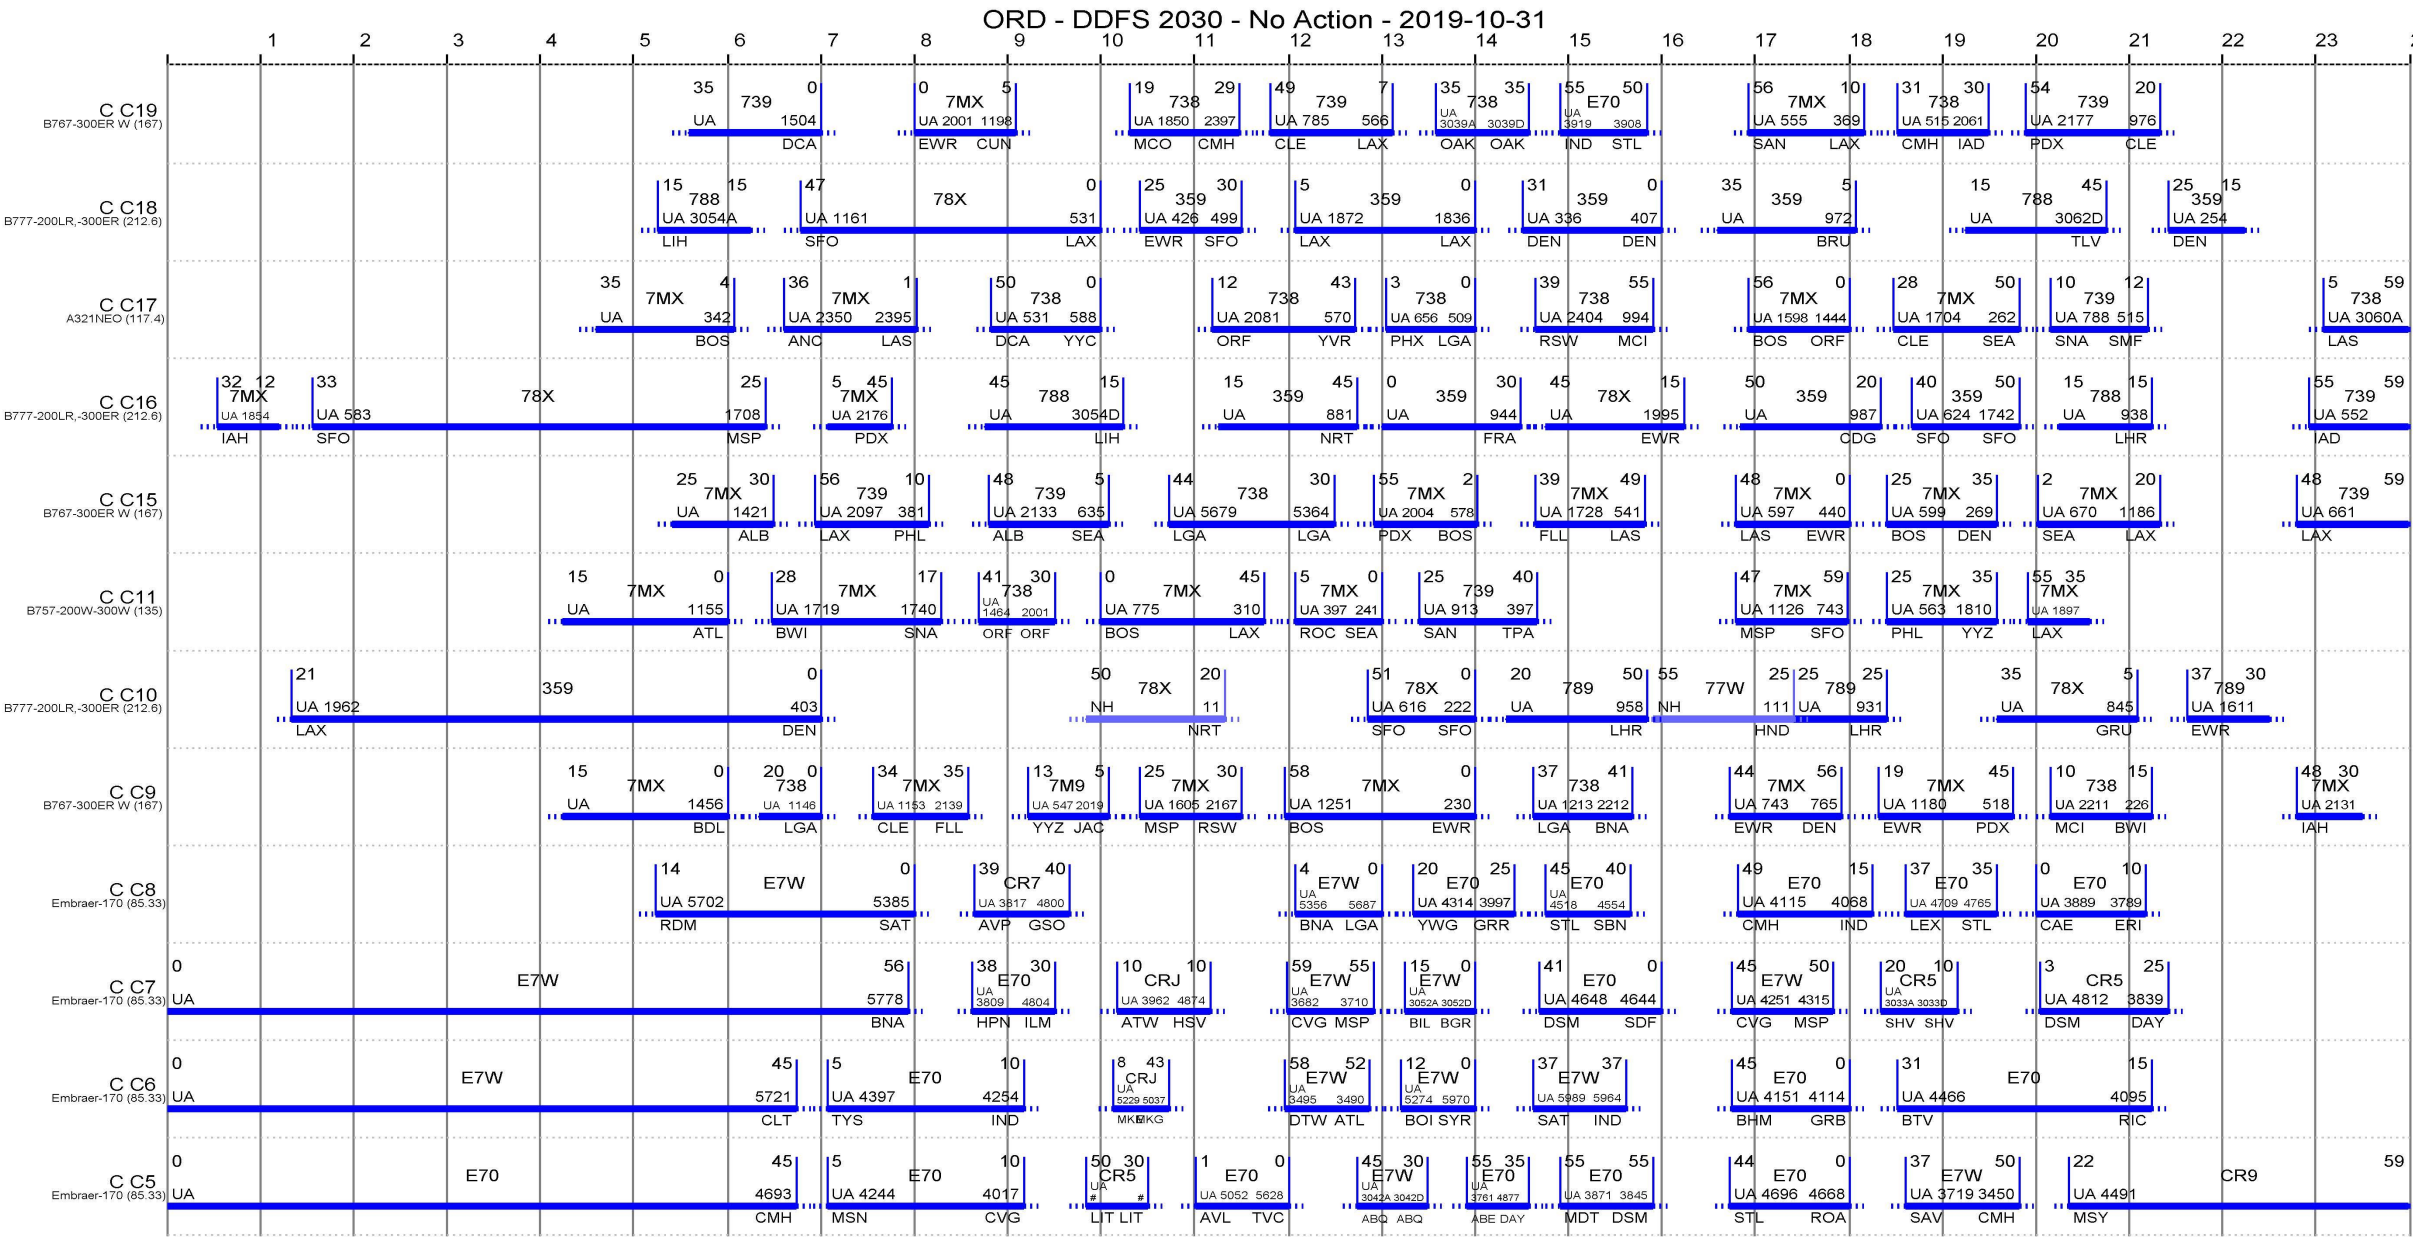 ORD - DDFS 2030 - No Action - 2019-10-31
1 2 3 4 5 6 7 8 9 10 11 12 13 14 15 16 17 18 19 20 21 22 23
35 0 0 5 19 29 49 7 35 35 55 50 56 10 31 30 54 20
C C19 739 7MX 738 739 738 E70 7MX 738 739
B767-300ER W (167) UA 1504 UA 2001 1198 UA 1850 2397 UA 785 566 UA 3039A 3039D UA 3919 3908 UA 555 369 UA 515 2061 UA 2177 976
DCA EWR CUN MCO CMH CLE LAX OAK OAK IND STL SAN LAX CMH IAD PDX CLE
15 15 47 0 25 30 5 0 31 0 35 5 15 45 25 15
C C18 788 78X 359 359 359 359 788 359
B777-200LR,-300ER (212.6) UA 3054A UA 1161 531 UA 426 499 UA 1872 1836 UA 336 407 UA 972 UA 3062D UA 254
LIH SFO LAX EWR SFO LAX LAX DEN DEN BRU TLV DEN
35 4 36 1 50 0 12 43 3 0 39 55 56 0 28 50 10 12 5 59
C C17 7MX 7MX 738 738 738 738 7MX 7MX 739 738
A321NEO (117.4) UA 342 UA 2350 2395 UA 531 588 UA 2081 570 UA 656 509 UA 2404 994 UA 1598 1444 UA 1704 262 UA 788 515 UA 3060A
BOS ANC LAS DCA YYC ORF YVR PHX LGA RSW MCI BOS ORF CLE SEA SNA SMF LAS
32 12 33 25 5 45 45 15 15 45 0 30 45 15 50 20 40 50 15 15 55 59
C C16 7MX 78X 7MX 788 359 359 78X 359 359 788 739
B777-200LR,-300ER (212.6) UA 1854 UA 583 1708 UA 2176 UA 3054D UA 881 UA 944 UA 1995 UA 987 UA 624 1742 UA 938 UA 552
IAH SFO MSP PDX LIH NRT FRA EWR CDG SFO SFO LHR IAD
25 30 56 10 48 5 44 30 55 2 39 49 48 0 25 35 2 20 48 59
C C15 7MX 739 739 738 7MX 7MX 7MX 7MX 7MX 739
B767-300ER W (167) UA 1421 UA 2097 381 UA 2133 635 UA 5679 5364 UA 2004 578 UA 1728 541 UA 597 440 UA 599 269 UA 670 1186 UA 661
ALB LAX PHL ALB SEA LGA LGA PDX BOS FLL LAS LAS EWR BOS DEN SEA LAX LAX
15 0 28 17 41 30 0 45 5 0 25 40 47 59 25 35 55 35
C C11 7MX 7MX 738 7MX 7MX 739 7MX 7MX 7MX
B757-200W-300W (135) UA 1155 UA 1719 1740 UA 1464 2001 UA 775 310 UA 397 241 UA 913 397 UA 1126 743 UA 563 1810 UA 1897
ATL BWI SNA ORF ORF BOS LAX ROC SEA SAN TPA MSP SFO PHL YYZ LAX
21 0 50 20 51 0 20 50 55 25 25 25 35 5 37 30
C C10 359 78X 78X 789 77W 789 78X 789
B777-200LR,-300ER (212.6) UA 1962 403 NH 11 UA 616 222 UA 958 NH 111 UA 931 UA 845 UA 1611
LAX DEN NRT SFO SFO LHR HND LHR GRU EWR
15 0 20 0 34 35 13 5 25 30 58 0 37 41 44 56 19 45 10 15 48 30
C C9 7MX 738 7MX 7M9 7MX 7MX 738 7MX 7MX 738 7MX
B767-300ER W (167) UA 1456 UA 1146 UA 1153 2139 UA 547 2019 UA 1605 2167 UA 1251 230 UA 1213 2212 UA 743 765 UA 1180 518 UA 2211 226 UA 2131
BDL LGA CLE FLL YYZ JAC MSP RSW BOS EWR LGA BNA EWR DEN EWR PDX MCI BWI IAH
14 0 39 40 4 0 20 25 45 40 49 15 37 35 0 10
C C8 E7W CR7 E7W E70 E70 E70 E70 E70
Embraer-170 (85.33) UA 5702 5385 UA 3817 4800 UA 5356 5687 UA 4314 3997 UA 4518 4554 UA 4115 4068 UA 4709 4765 UA 3889 3789
RDM SAT AVP GSO BNA LGA YWG GRR STL SBN CMH IND LEX STL CAE ERI
0 56 38 30 10 10 59 55 15 0 41 0 45 50 20 10 3 25
C C7 E7W E70 CRJ E7W E7W E70 E7W CR5 CR5
Embraer-170 (85.33) UA 5778 UA 3809 4804 UA 3962 4874 UA 3682 3710 UA 3052A 3052D UA 4648 4644 UA 4251 4315 UA 3033A 3033D UA 4812 3839
BNA HPN ILM ATW HSV CVG MSP BIL BGR DSM SDF CVG MSP SHV SHV DSM DAY
0 45 5 10 8 43 58 52 12 0 37 37 45 0 31 15
C C6 E7W E70 CRJ E7W E7W E7W E70 E70
Embraer-170 (85.33) UA 5721 UA 4397 4254 UA 5229 5037 UA 3495 3490 UA 5274 5970 UA 5989 5964 UA 4151 4114 UA 4466 4095
CLT TYS IND MKG DTW ATL BOI SYR SAT IND BHM GRB BTV RIC
0 45 5 10 50 30 1 0 45 30 55 35 55 55 44 0 37 50 22 59
C C5 E70 E70 CR5 E70 E7W E70 E70 E70 E7W CR9
Embraer-170 (85.33) UA 4693 UA 4244 4017 UA # # UA 5052 5628 UA 3042A 3042D UA 3761 4877 UA 3871 3845 UA 4696 4668 UA 3719 3450 UA 4491
CMH MSN CVG LIT LIT AVL TVC ABQ ABQ ABE DAY MDT DSM STL ROA SAV CMH MSY